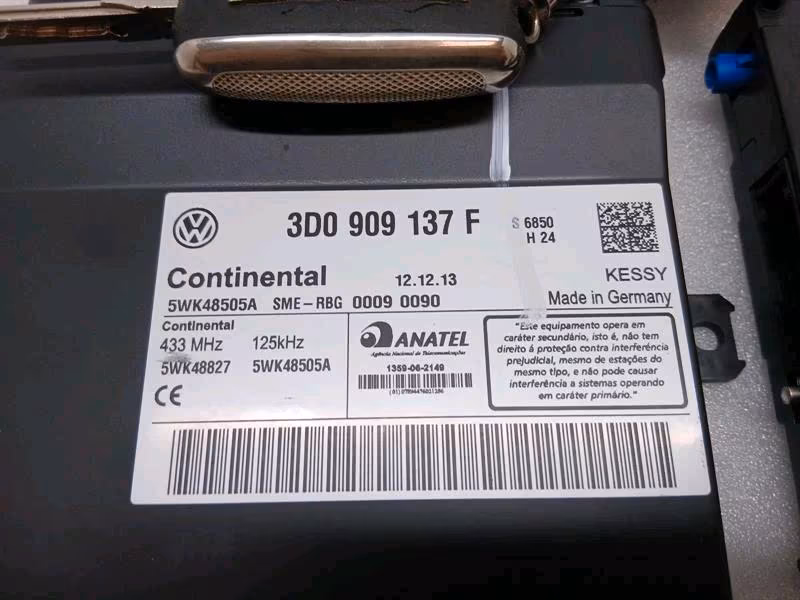 3D0 909 137 F
S 6850
H 24
Continental
12.12.13
KESSY
5WK48505A SME-RBG 00090090
Made in Germany
Continental
433 MHz 125kHz
5WK48827 5WK48505A
CE
ANATEL
Agência Nacional de Telecomunicações
1359-06-2149
(01)07894476021286
"Este equipamento opera em
caráter secundário, isto é, não tem
direito á proteção contra interferência
prejudicial, mesmo de estações do
mesmo tipo, e não pode causar
interferência a sistemas operando
em caráter primário."